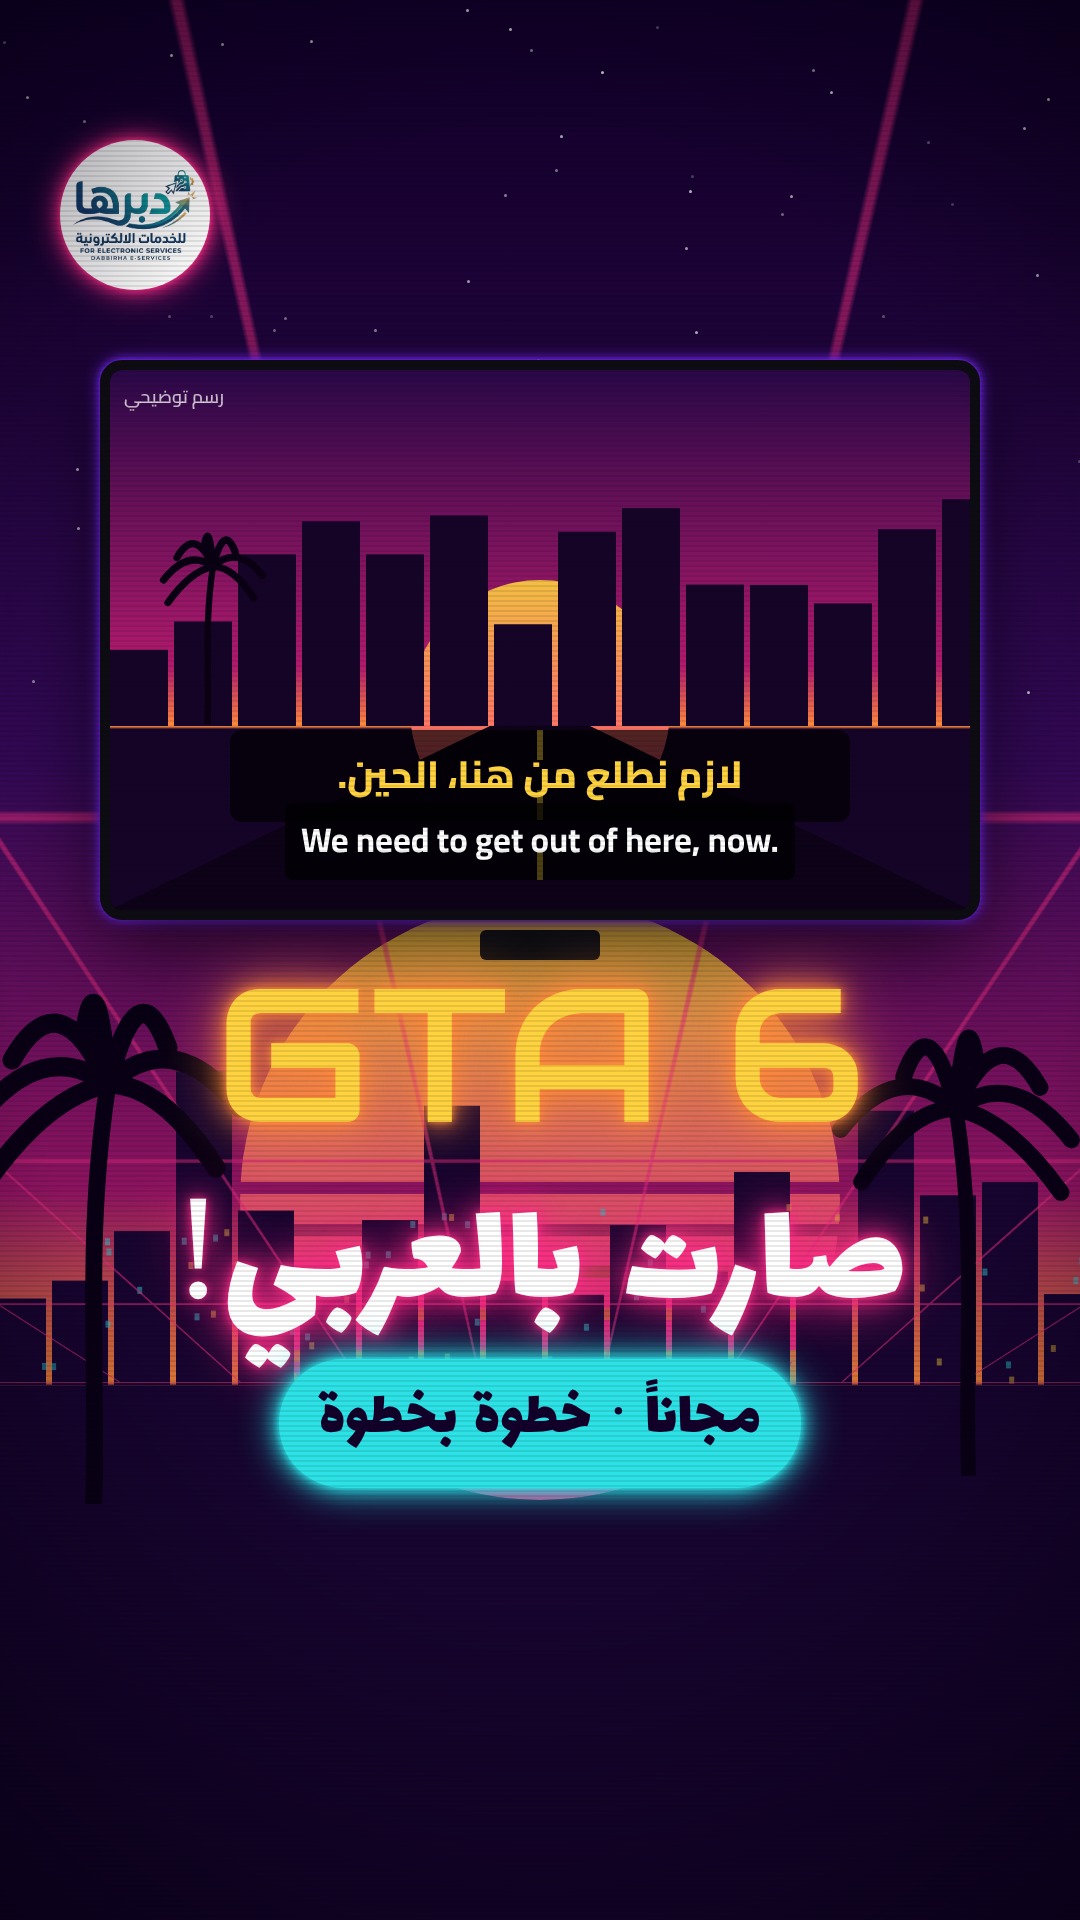 دبرها
للخدمات الالكترونية
FOR ELECTRONIC SERVICES
DABBIRHA E-SERVICES
رسم توضيحي
لازم نطلع من هنا، الحين.
We need to get out of here, now.
GTA 6
صارت بالعربي!
مجاناً · خطوة بخطوة